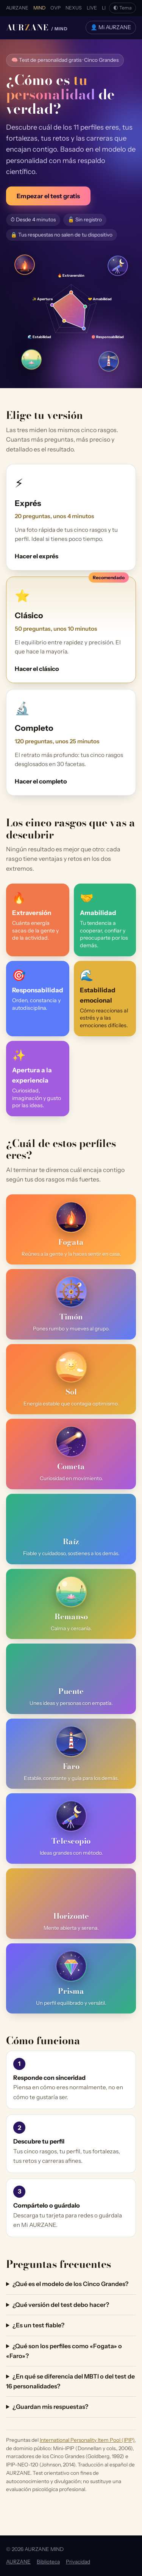 AURZANE MIND OVP NEXUS LIVE LI Tema
AURZANE / MIND Mi AURZANE
Test de personalidad gratis: Cinco Grandes
¿Cómo es tu
personalidad de
verdad?
Descubre cuál de los 11 perfiles eres,
tus puntos fuertes, tus retos y en qué
encajan contigo. Basado en el modelo de
personalidad con más respaldo
científico.
Empezar el test gratis
Desde 4 minutos
Sin registro
Tus respuestas no salen de tu dispositivo
Extraversión
Apertura
Amabilidad
Estabilidad
Responsabilidad
Elige tu versión
Las tres miden los mismos cinco rasgos.
Cuantas más preguntas, más preciso y
detallado es el resultado.
Exprés
20 preguntas, unos 4 minutos
Una foto rápida de tus cinco rasgos y tu
perfil. Ideal si tienes poco tiempo.
Hacer el exprés
Recomendado
Clásico
50 preguntas, unos 10 minutos
El equilibrio entre rapidez y precisión. El
que hace la mayoría.
Hacer el clásico
Completo
120 preguntas, unos 25 minutos
El retrato más profundo: tus cinco rasgos
desglosados en 30 facetas.
Hacer el completo
Los cinco rasgos que vas a
descubrir
Ningún resultado es mejor que otro: cada
rasgo tiene ventajas y retos en los dos
extremos.
Extraversión
Cuánta energía
sacas de la gente y
de la actividad.
Amabilidad
Tu tendencia a
cooperar, confiar y
preocuparte por los
demás.
Responsabilidad
Orden, constancia y
autodisciplina.
Estabilidad
emocional
Cómo reaccionas al
estrés y a las
emociones difíciles.
Apertura a la
experiencia
Curiosidad,
imaginación y gusto
por las ideas.
¿Cuál de estos perfiles
eres?
Al terminar te diremos cuál encaja contigo
según tus dos rasgos más fuertes.
Fogata
Reúnes a la gente y la haces sentir en casa.
Timón
Pones rumbo y mueves al grupo.
Sol
Energía estable que contagia optimismo.
Cometa
Curiosidad en movimiento.
Raíz
Fiable y cuidadoso, sostienes a los demás.
Remanso
Calma y cercanía.
Puente
Unes ideas y personas con empatía.
Faro
Estable, constante y guía para los demás.
Telescopio
Ideas grandes con método.
Horizonte
Mente abierta y serena.
Prisma
Un perfil equilibrado y versátil.
Cómo funciona
1
Responde con sinceridad
Piensa en cómo eres normalmente, no en
cómo te gustaría ser.
2
Descubre tu perfil
Tus cinco rasgos, tu perfil, tus fortalezas,
tus retos y carreras afines.
3
Compártelo o guárdalo
Descarga tu tarjeta para redes o guárdala
en Mi AURZANE.
Preguntas frecuentes
¿Qué es el modelo de los Cinco Grandes?
¿Qué versión del test debo hacer?
¿Es un test fiable?
¿Qué son los perfiles como «Fogata» o
«Faro»?
¿En qué se diferencia del MBTI o del test de
16 personalidades?
¿Guardan mis respuestas?
Preguntas del International Personality Item Pool (IPIP),
de dominio público: Mini-IPIP (Donnellan y cols., 2006),
marcadores de los Cinco Grandes (Goldberg, 1992) e
IPIP-NEO-120 (Johnson, 2014). Traducción al español de
AURZANE. Test orientativo con fines de
autoconocimiento y divulgación; no sustituye una
evaluación psicológica profesional.
© 2026 AURZANE MIND
AURZANE Biblioteca Privacidad